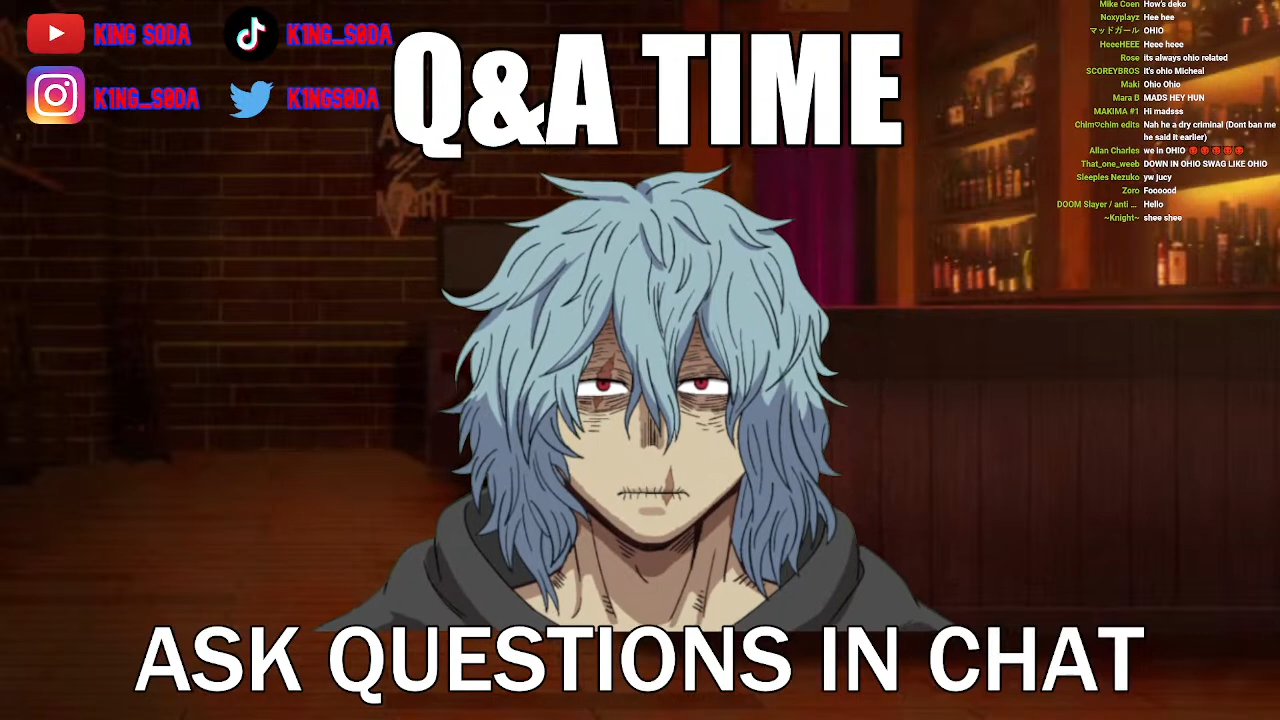 KING SODA
K1NG_S0DA
K1NG_S0DA
K1NGS0DA
Q&A TIME
Mike Coen How's deko
Noxyplayz Hee hee
マッドガール OHIO
HeeeHEEE Heee heee
Rose its always ohio related
SCOREYBROS It's ohio Micheal
Maki Ohio Ohio
Mara B MADS HEY HUN
MAKIMA #1 Hi madsss
Chim♡chim edits Nah he a dry criminal (Dont ban me
he said it earlier)
Allan Charles we in OHIO
That_one_weeb DOWN IN OHIO SWAG LIKE OHIO
Sleepies Nezuko yw jucy
Zoro Foooood
DOOM Slayer / anti ... Hello
~Knight~ shee shee
ASK QUESTIONS IN CHAT